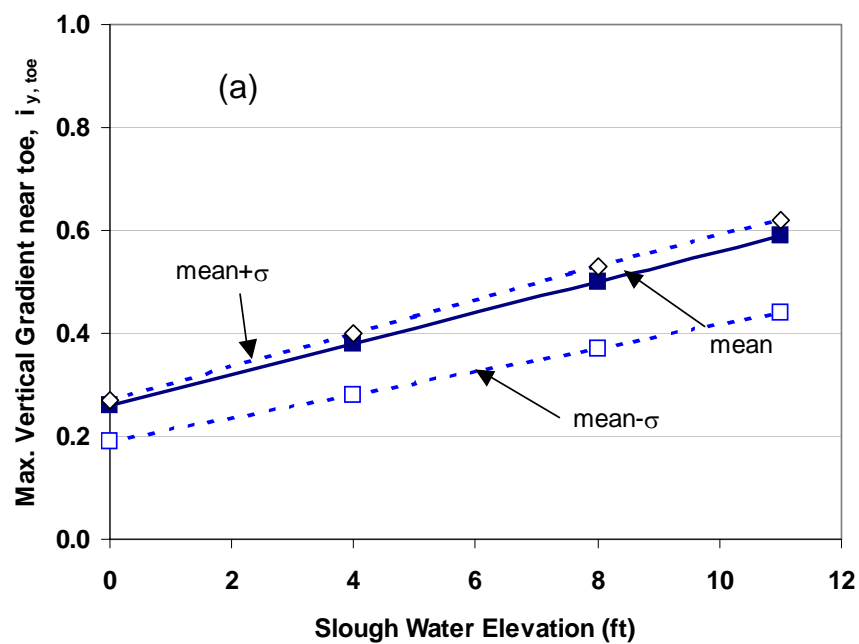 Max. Vertical Gradient near toe, i y, toe
1.0
0.8
0.6
0.4
0.2
0.0
(a)
mean+σ
mean
mean-σ
0 2 4 6 8 10 12
Slough Water Elevation (ft)